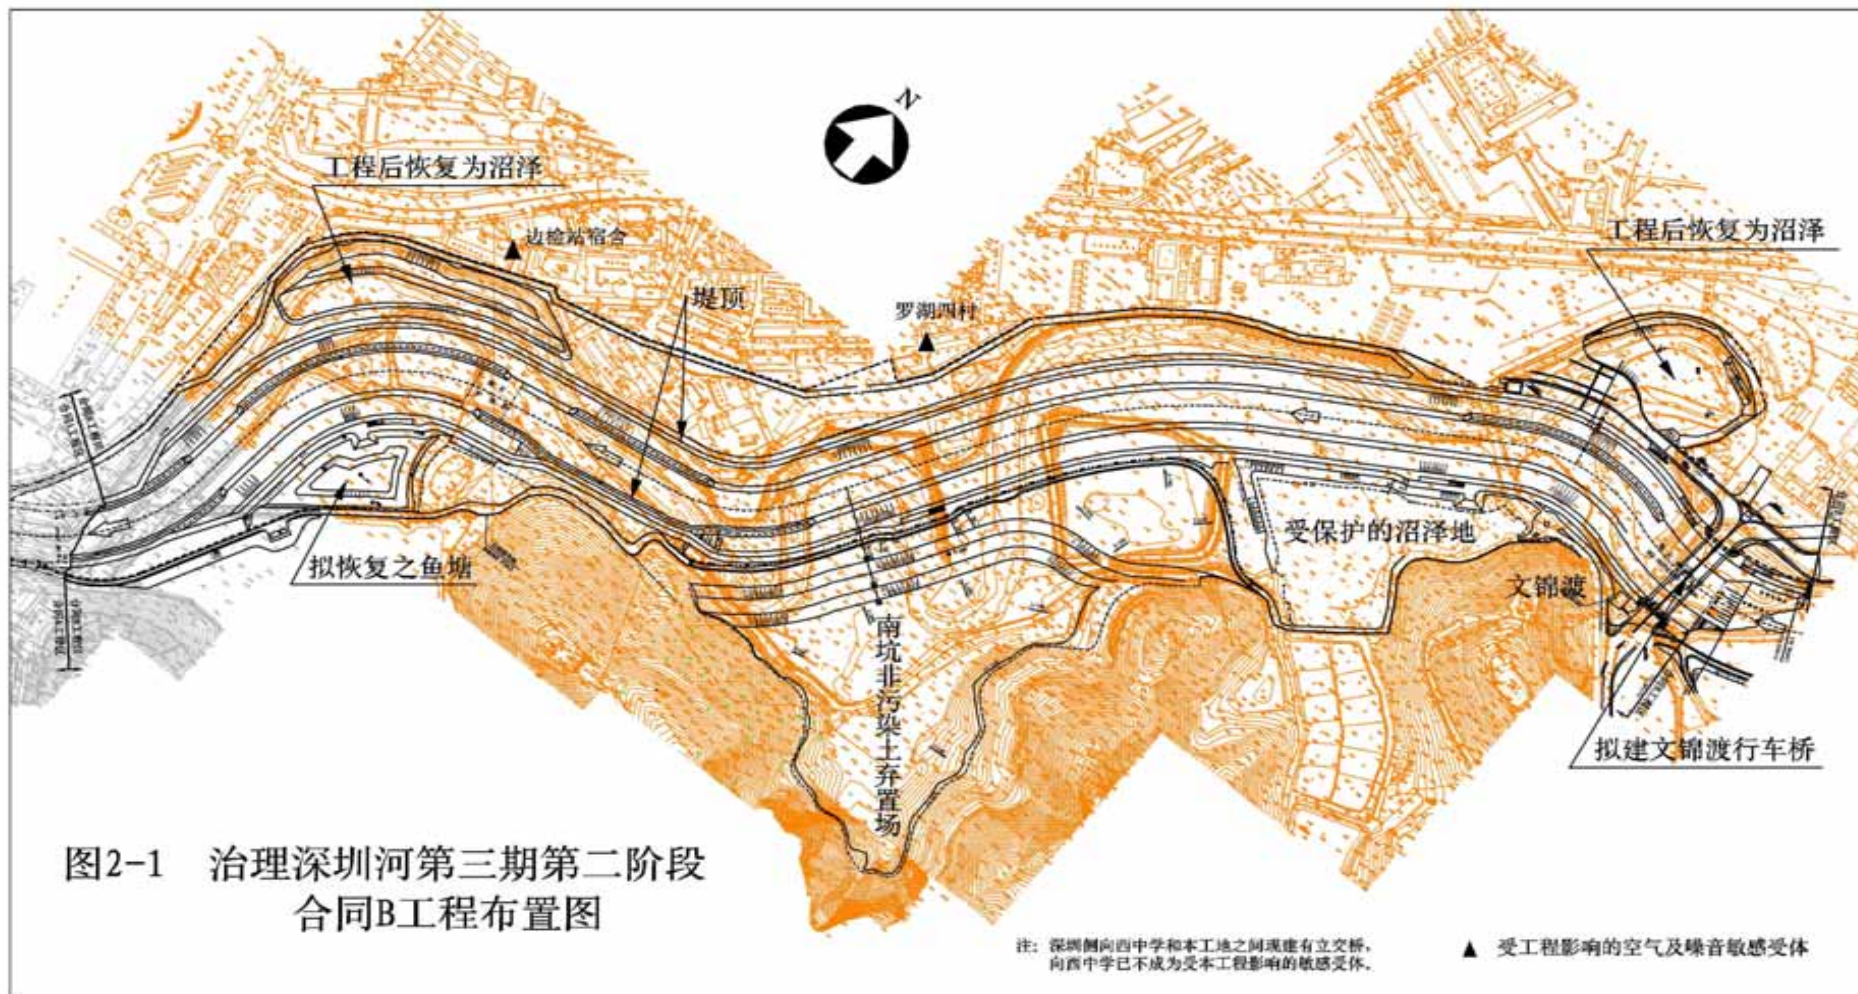 N
工程后恢复为沼泽
边检站宿舍
工程后恢复为沼泽
堤顶
罗湖四村
受保护的沼泽地
拟恢复之鱼塘
文锦渡
南坑非污染土弃置场
拟建文锦渡行车桥
图2-1 治理深圳河第三期第二阶段
合同B工程布置图
注: 深圳侧向西中学和本工地之间现建有立交桥,
向西中学已不成为受本工程影响的敏感受体.
▲ 受工程影响的空气及噪音敏感受体